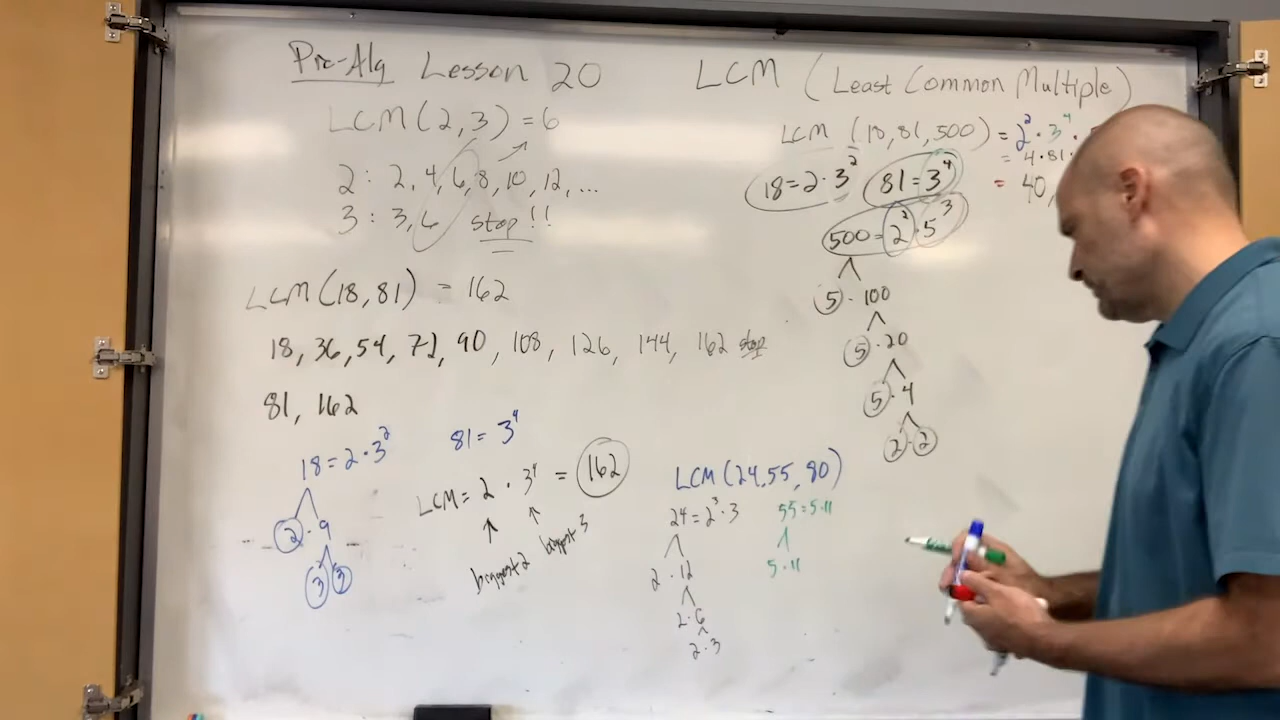 Pre-Alg Lesson 20
LCM (Least Common Multiple)
LCM(2,3) = 6
2: 2, 4, 6, 8, 10, 12, ...
3: 3, 6 stop!!
LCM(18,81) = 162
18, 36, 54, 72, 90, 108, 126, 144, 162 stop
81, 162
18 = 2·3²
2·9
3 3
81 = 3⁴
LCM = 2 · 3⁴ = 162
biggest 2
biggest 3
LCM (18,81,500) = 2²·3⁴·
= 4·81·
= 40,
18 = 2·3²
81 = 3⁴
500 = 2²·5³
5·100
5·20
5·4
2·2
LCM(24,55,80)
24 = 2³·3
2·12
2·6
2·3
55 = 5·11
5·11